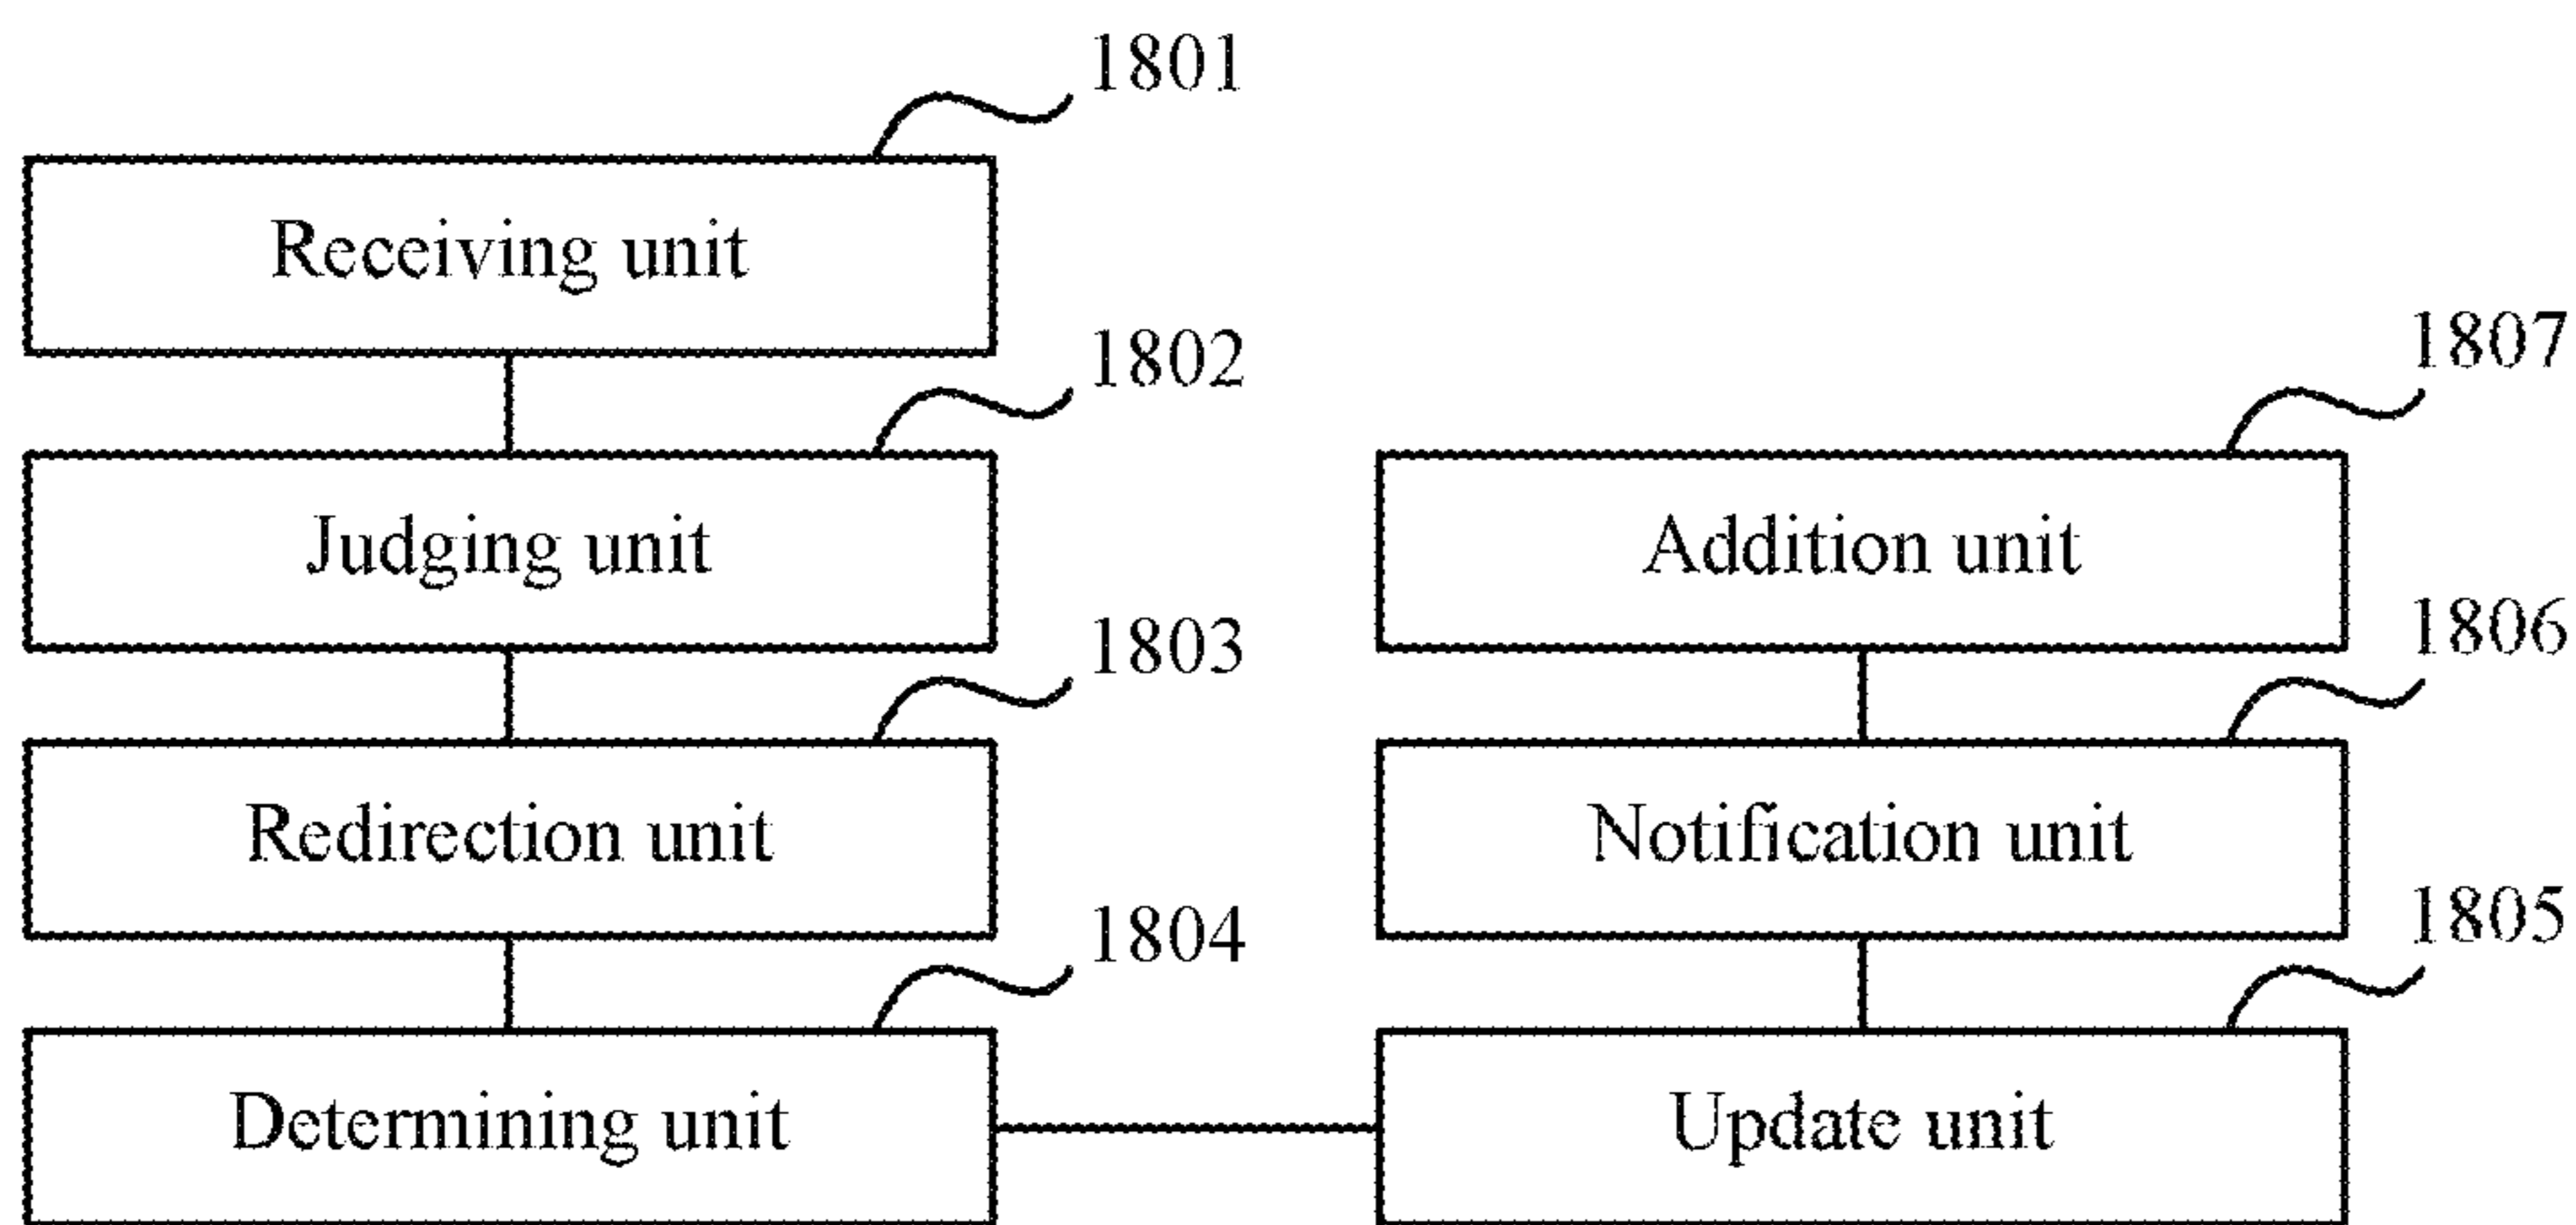 1801
Receiving unit
1802
Judging unit
1803
Redirection unit
1804
Determining unit
1807
Addition unit
1806
Notification unit
1805
Update unit